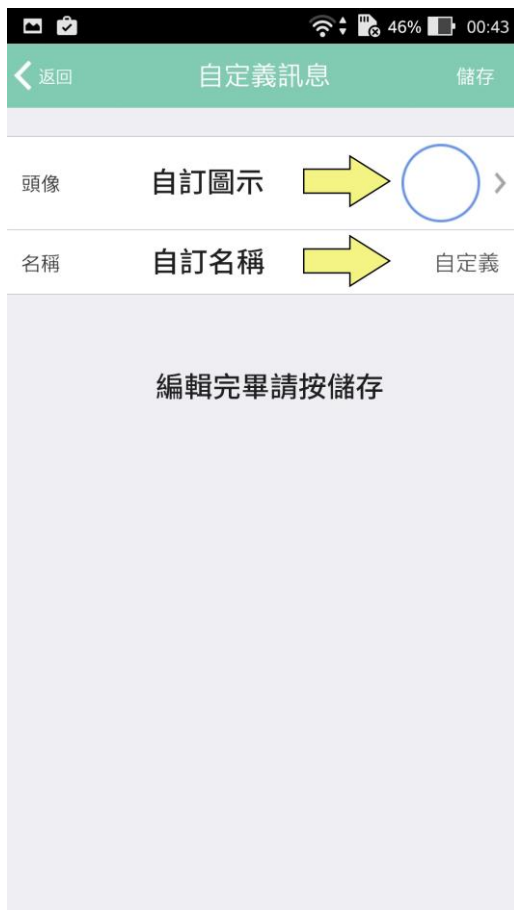 46% 00:43
返回 自定義訊息 儲存
頭像 自訂圖示
名稱 自訂名稱 自定義
編輯完畢請按儲存